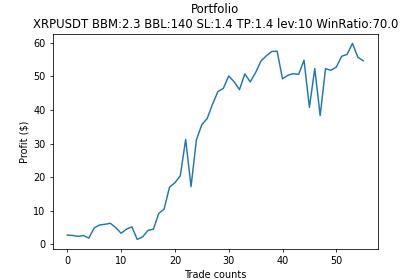 Portfolio
XRPUSDT BBM:2.3 BBL:140 SL:1.4 TP:1.4 lev:10 WinRatio:70.0
60
50
40
30
20
10
0
Profit ($)
0 10 20 30 40 50
Trade counts